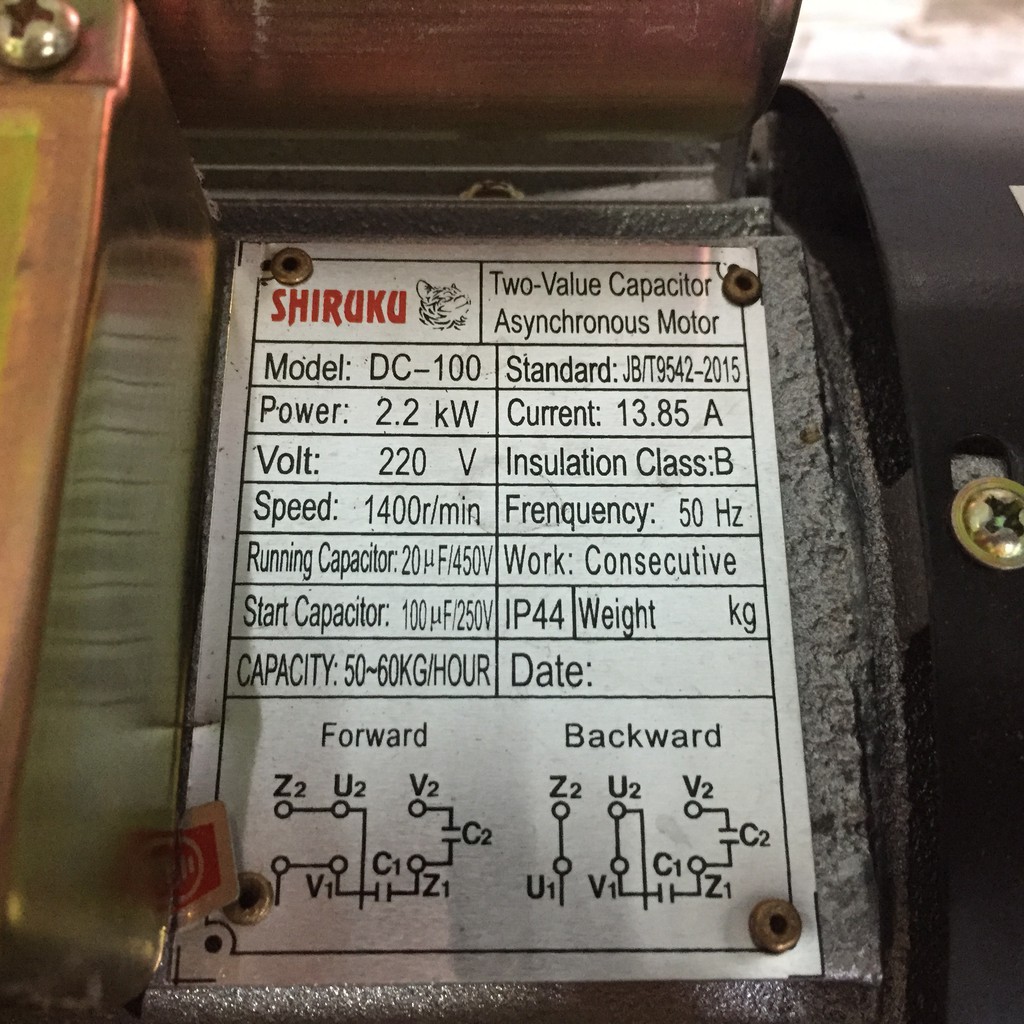 SHIRUKU
Two-Value Capacitor
Asynchronous Motor
Model: DC-100
Standard: JB/T9542-2015
Power: 2.2 kW
Current: 13.85 A
Volt: 220 V
Insulation Class:B
Speed: 1400r/min
Frenquency: 50 Hz
Running Capacitor: 20μF/450V
Work: Consecutive
Start Capacitor: 100μF/250V
IP44
Weight kg
CAPACITY: 50~60KG/HOUR
Date:
Forward
Backward
Z2 U2 V2
Z2 U2 V2
C2
C2
V1 C1 Z1
U1 V1 C1 Z1